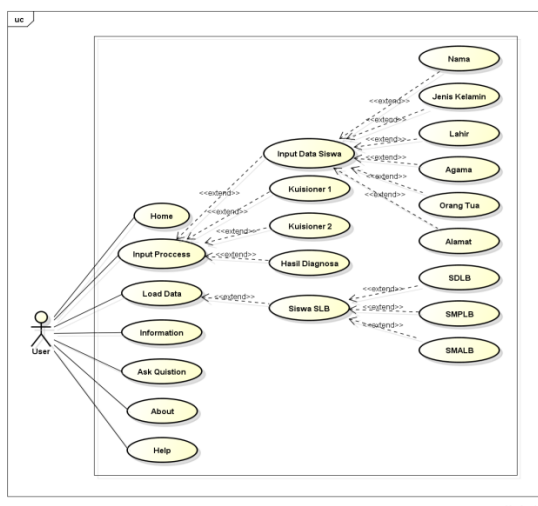 uc
Nama
Jenis Kelamin
<<extend>>
<<extend>>
Lahir
<<extend>>
Input Data Siswa
<<extend>>
Agama
<<extend>>
<<extend>>
Kuisioner 1
<<extend>>
<<extend>>
Orang Tua
Home
Kuisioner 2
<<extend>>
Alamat
Input Proccess
<<extend>>
Hasil Diagnosa
SDLB
Load Data
<<extend>>
<<extend>>
Siswa SLB
<<extend>>
SMPLB
User
Information
<<extend>>
SMALB
Ask Quistion
About
Help